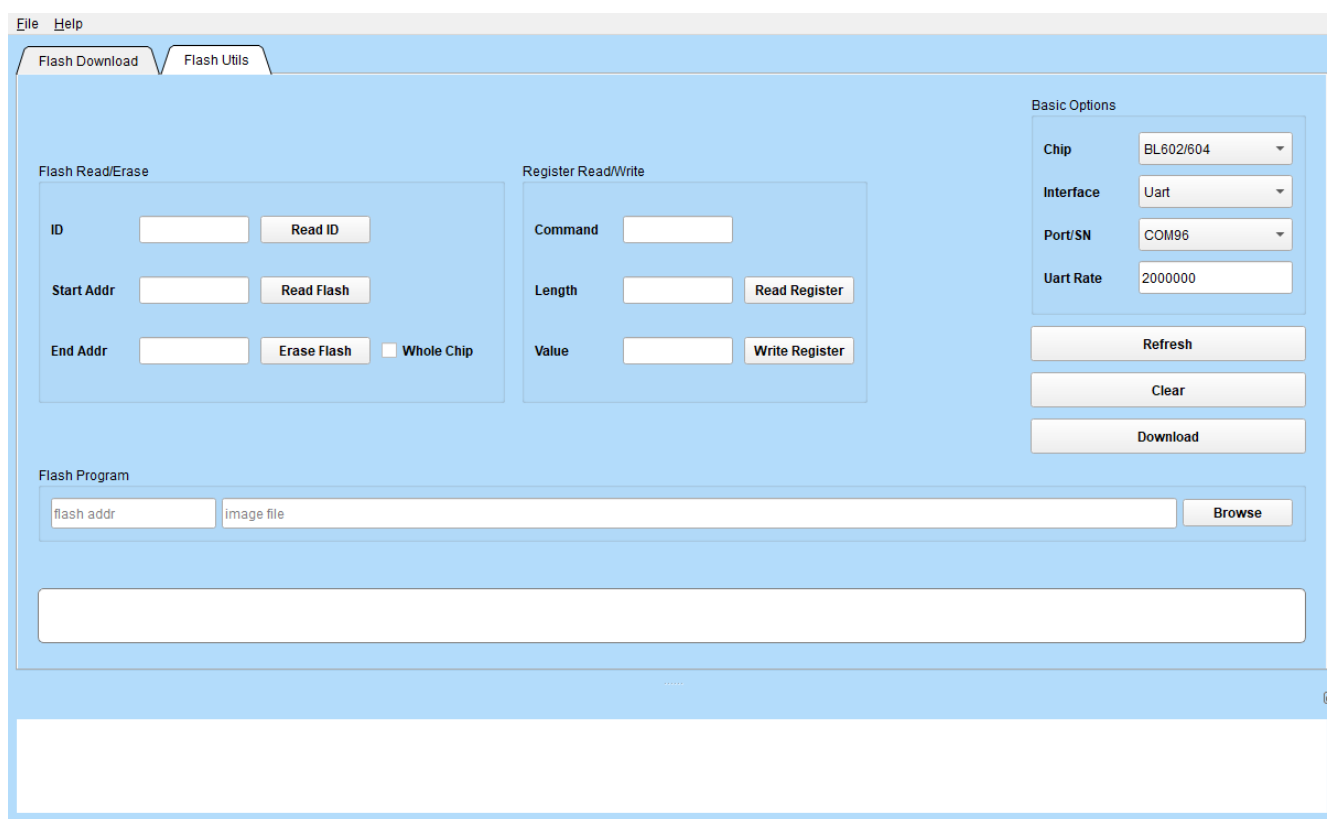 File Help
Flash Download Flash Utils
Basic Options
Chip BL602/604
Interface Uart
Port/SN COM96
Uart Rate 2000000
Refresh
Clear
Download
Flash Read/Erase
ID Read ID
Start Addr Read Flash
End Addr Erase Flash Whole Chip
Register Read/Write
Command
Length Read Register
Value Write Register
Flash Program
flash addr image file Browse